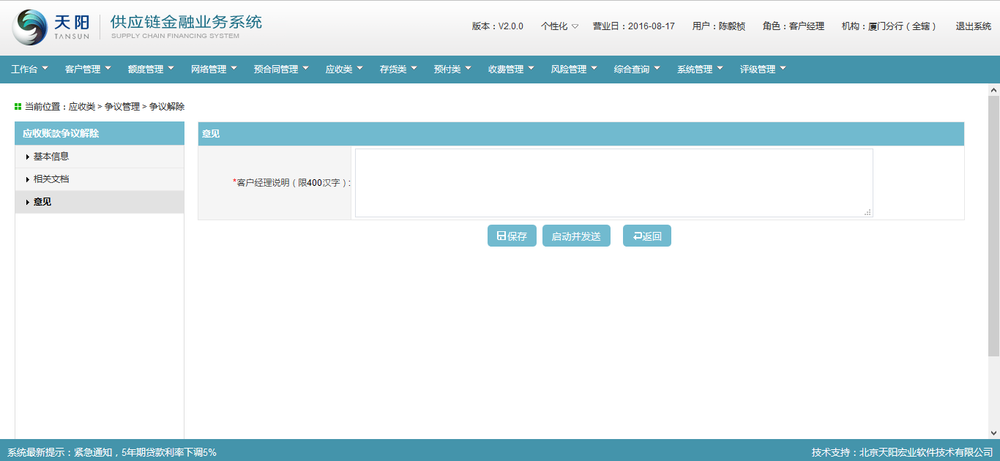 天阳
TANSUN
供应链金融业务系统
SUPPLY CHAIN FINANCING SYSTEM
版本：V2.0.0 个性化 营业日：2016-08-17 用户：陈毅桢 角色：客户经理 机构：厦门分行（全辖） 退出系统
工作台 客户管理 额度管理 网络管理 预合同管理 应收类 存货类 预付类 收费管理 风险管理 综合查询 系统管理 评级管理
当前位置：应收类 > 争议管理 > 争议解除
应收账款争议解除
基本信息
相关文档
意见
意见
*客户经理说明（限400汉字）:
保存 启动并发送 返回
系统最新提示：紧急通知，5年期贷款利率下调5% 技术支持：北京天阳宏业软件技术有限公司